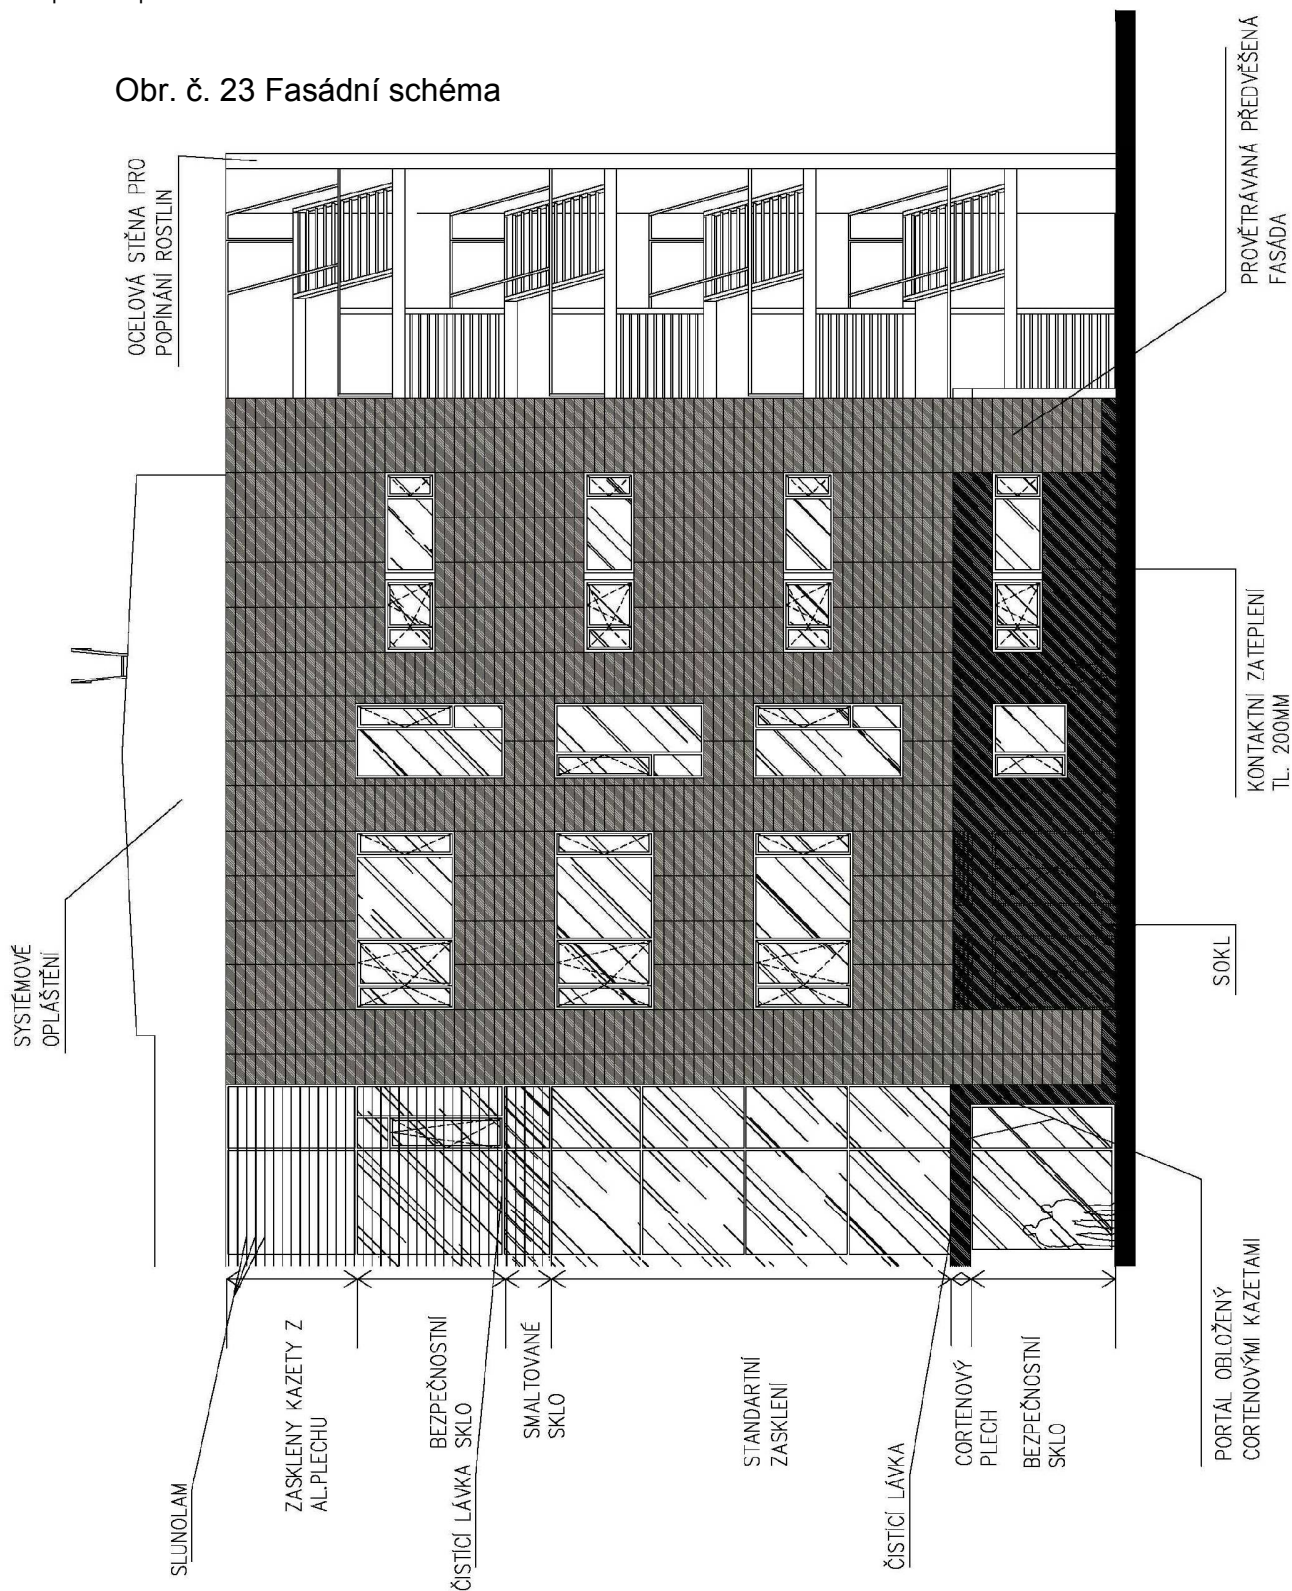 Obr. č. 23 Fasádní schéma
OCELOVÁ STĚNA PRO
POPÍNÁNÍ ROSTLIN
PROVĚTRÁVANÁ PŘEDVĚŠENÁ
FASÁDA
SYSTÉMOVÉ
OPLÁŠTĚNÍ
KONTAKTNÍ ZATEPLENÍ
TL. 200MM
SOKL
SLUNOLAM
ZASKLENY KAZETY Z
AL.PLECHU
BEZPEČNOSTNÍ
SKLO
ČISTÍCÍ LÁVKA
SMALTOVANÉ
SKLO
STANDARTNÍ
ZASKLENÍ
ČISTÍCÍ LÁVKA
CORTENOVÝ
PLECH
BEZPEČNOSTNÍ
SKLO
PORTÁL OBLOŽENÝ
CORTENOVÝMI KAZETAMI